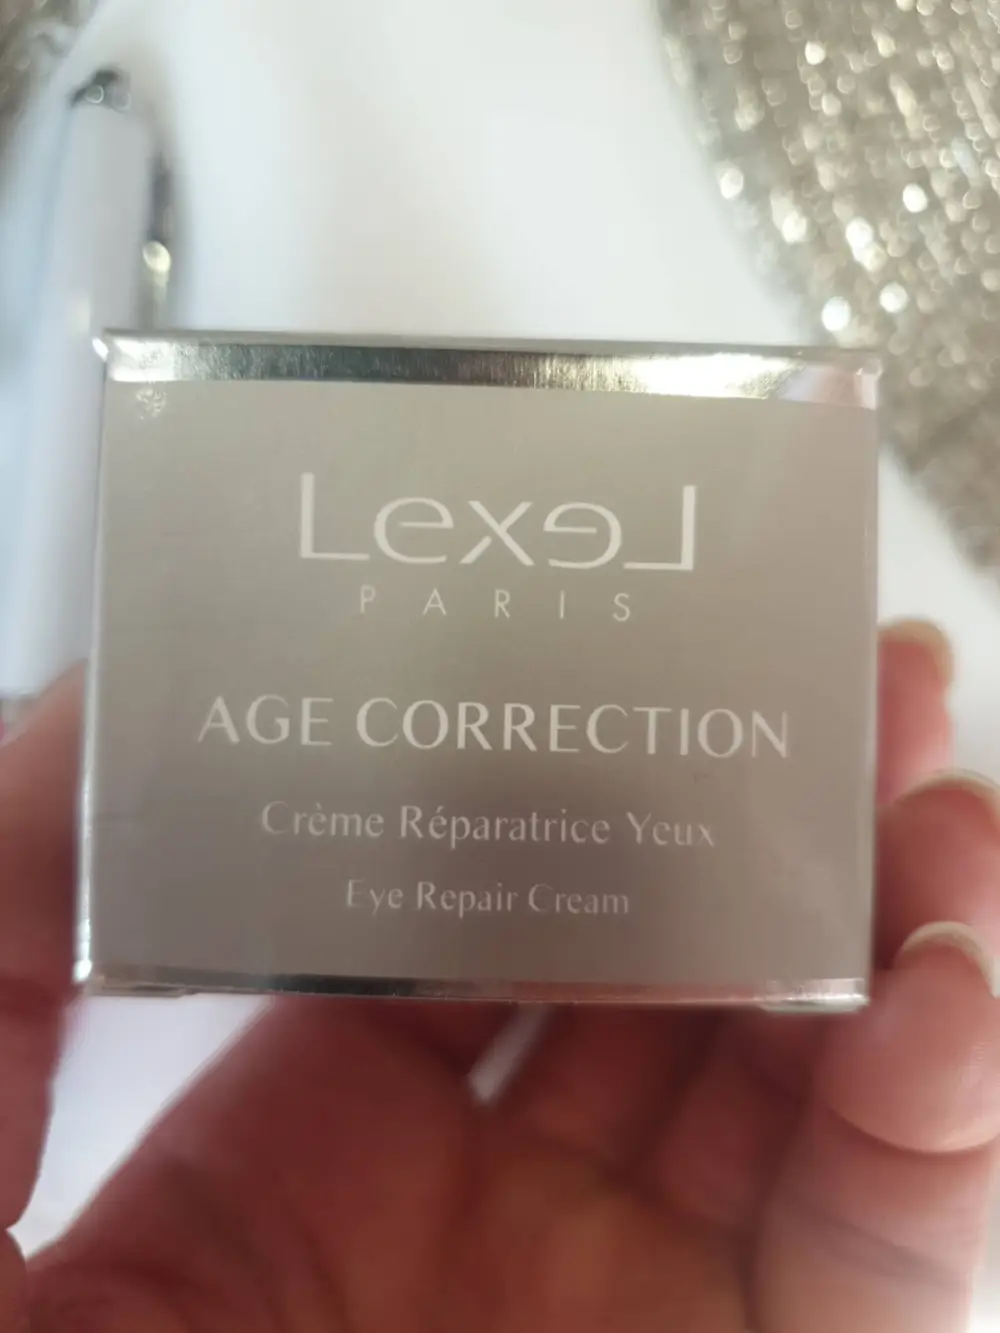 Lexel
PARIS
AGE CORRECTION
Crème Réparatrice Yeux
Eye Repair Cream